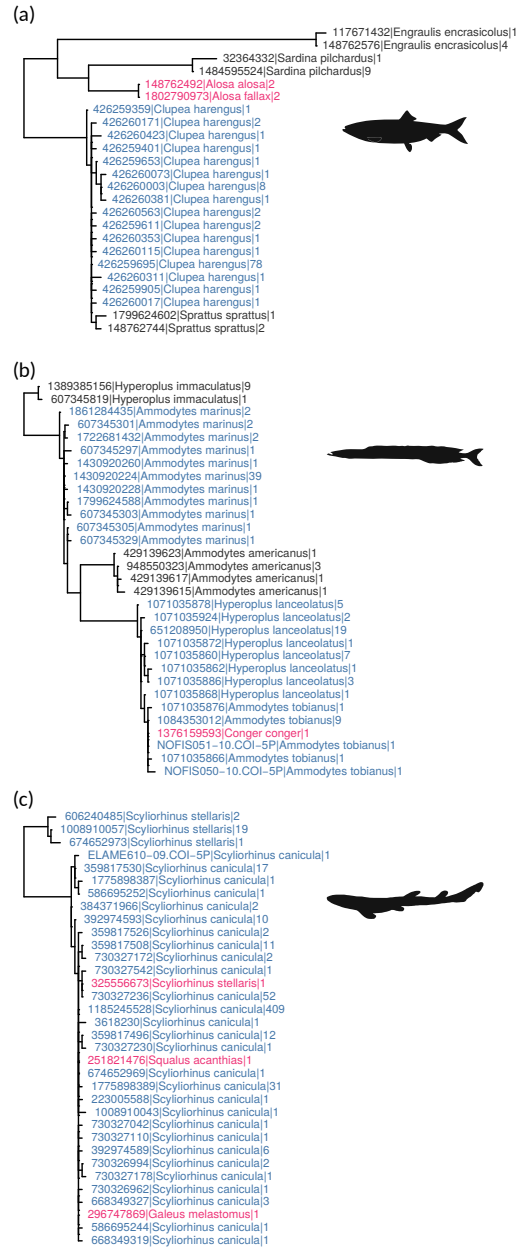 (a)
117671432|Engraulis encrasicolus|1
148762576|Engraulis encrasicolus|4
32364332|Sardina pilchardus|1
1484595524|Sardina pilchardus|9
148762492|Alosa alosa|2
1802790973|Alosa fallax|2
426259359|Clupea harengus|1
426260171|Clupea harengus|2
426260423|Clupea harengus|1
426259401|Clupea harengus|1
426259653|Clupea harengus|1
426260073|Clupea harengus|1
426260003|Clupea harengus|8
426260381|Clupea harengus|1
426260563|Clupea harengus|2
426259611|Clupea harengus|2
426260353|Clupea harengus|1
426260115|Clupea harengus|1
426259695|Clupea harengus|78
426260311|Clupea harengus|1
426259905|Clupea harengus|1
426260017|Clupea harengus|1
1799624602|Sprattus sprattus|1
148762744|Sprattus sprattus|2
(b)
1389385156|Hyperoplus immaculatus|9
607345819|Hyperoplus immaculatus|1
1861284435|Ammodytes marinus|2
607345301|Ammodytes marinus|2
1722681432|Ammodytes marinus|2
607345297|Ammodytes marinus|1
1430920260|Ammodytes marinus|1
1430920224|Ammodytes marinus|39
1430920228|Ammodytes marinus|1
1799624588|Ammodytes marinus|1
607345303|Ammodytes marinus|1
607345305|Ammodytes marinus|1
607345329|Ammodytes marinus|1
429139623|Ammodytes americanus|1
948550323|Ammodytes americanus|3
429139617|Ammodytes americanus|1
429139615|Ammodytes americanus|1
1071035878|Hyperoplus lanceolatus|5
1071035924|Hyperoplus lanceolatus|2
651208950|Hyperoplus lanceolatus|19
1071035872|Hyperoplus lanceolatus|1
1071035860|Hyperoplus lanceolatus|7
1071035862|Hyperoplus lanceolatus|1
1071035886|Hyperoplus lanceolatus|3
1071035868|Hyperoplus lanceolatus|1
1071035876|Ammodytes tobianus|1
1084353012|Ammodytes tobianus|9
1376159593|Conger conger|1
NOFIS051−10.COI−5P|Ammodytes tobianus|1
1071035866|Ammodytes tobianus|1
NOFIS050−10.COI−5P|Ammodytes tobianus|1
(c)
606240485|Scyliorhinus stellaris|2
1008910057|Scyliorhinus stellaris|19
674652973|Scyliorhinus stellaris|1
ELAME610−09.COI−5P|Scyliorhinus canicula|1
359817530|Scyliorhinus canicula|17
1775898387|Scyliorhinus canicula|1
586695252|Scyliorhinus canicula|1
384371966|Scyliorhinus canicula|2
392974593|Scyliorhinus canicula|10
359817526|Scyliorhinus canicula|2
359817508|Scyliorhinus canicula|11
730327172|Scyliorhinus canicula|2
730327542|Scyliorhinus canicula|1
325556673|Scyliorhinus stellaris|1
730327236|Scyliorhinus canicula|52
1185245528|Scyliorhinus canicula|409
3618230|Scyliorhinus canicula|1
359817496|Scyliorhinus canicula|12
730327230|Scyliorhinus canicula|1
251821476|Squalus acanthias|1
674652969|Scyliorhinus canicula|1
1775898389|Scyliorhinus canicula|31
223005588|Scyliorhinus canicula|1
1008910043|Scyliorhinus canicula|1
730327042|Scyliorhinus canicula|1
730327110|Scyliorhinus canicula|1
392974589|Scyliorhinus canicula|6
730326994|Scyliorhinus canicula|2
730327178|Scyliorhinus canicula|1
730326962|Scyliorhinus canicula|1
668349327|Scyliorhinus canicula|3
296747869|Galeus melastomus|1
586695244|Scyliorhinus canicula|1
668349319|Scyliorhinus canicula|1